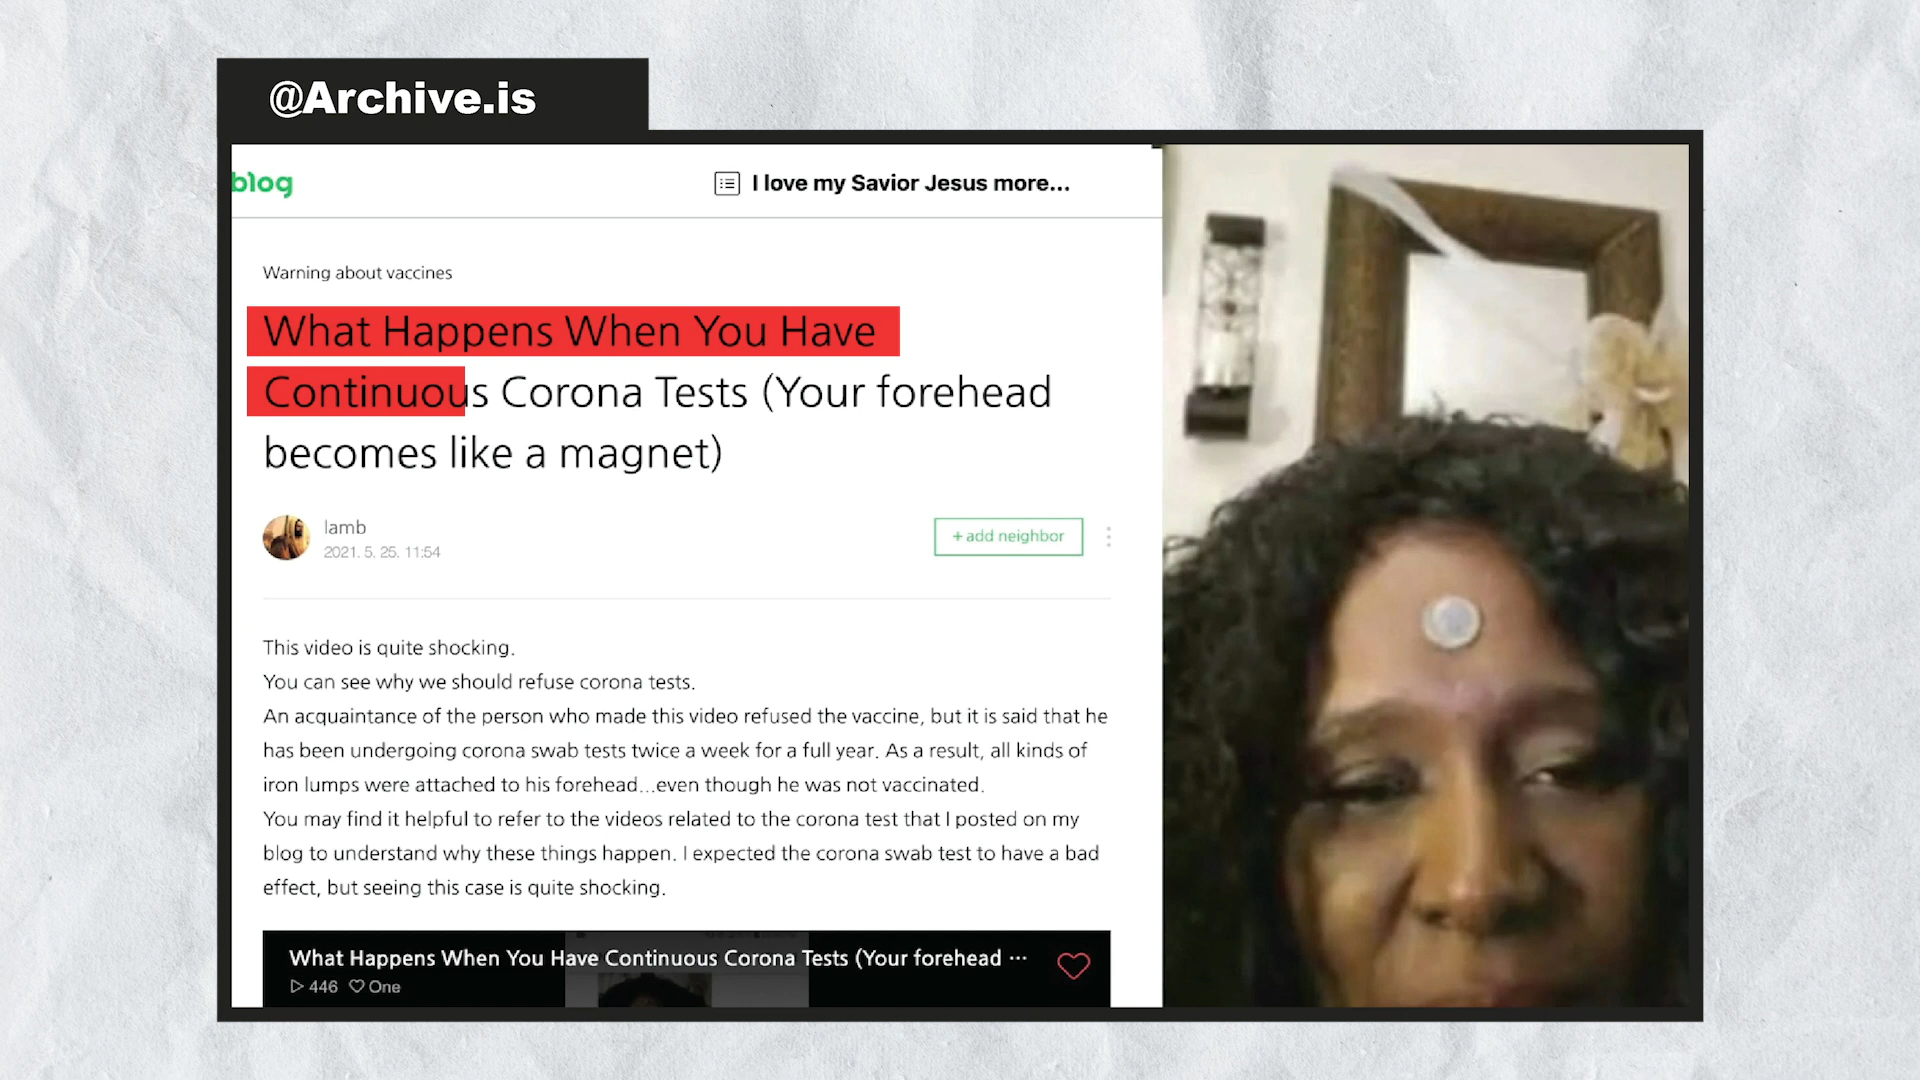 @Archive.is
blog
I love my Savior Jesus more...
Warning about vaccines
What Happens When You Have
Continuous Corona Tests (Your forehead
becomes like a magnet)
lamb
2021. 5. 25. 11:54
+ add neighbor
This video is quite shocking.
You can see why we should refuse corona tests.
An acquaintance of the person who made this video refused the vaccine, but it is said that he
has been undergoing corona swab tests twice a week for a full year. As a result, all kinds of
iron lumps were attached to his forehead...even though he was not vaccinated.
You may find it helpful to refer to the videos related to the corona test that I posted on my
blog to understand why these things happen. I expected the corona swab test to have a bad
effect, but seeing this case is quite shocking.
What Happens When You Have Continuous Corona Tests (Your forehead ···
446 One